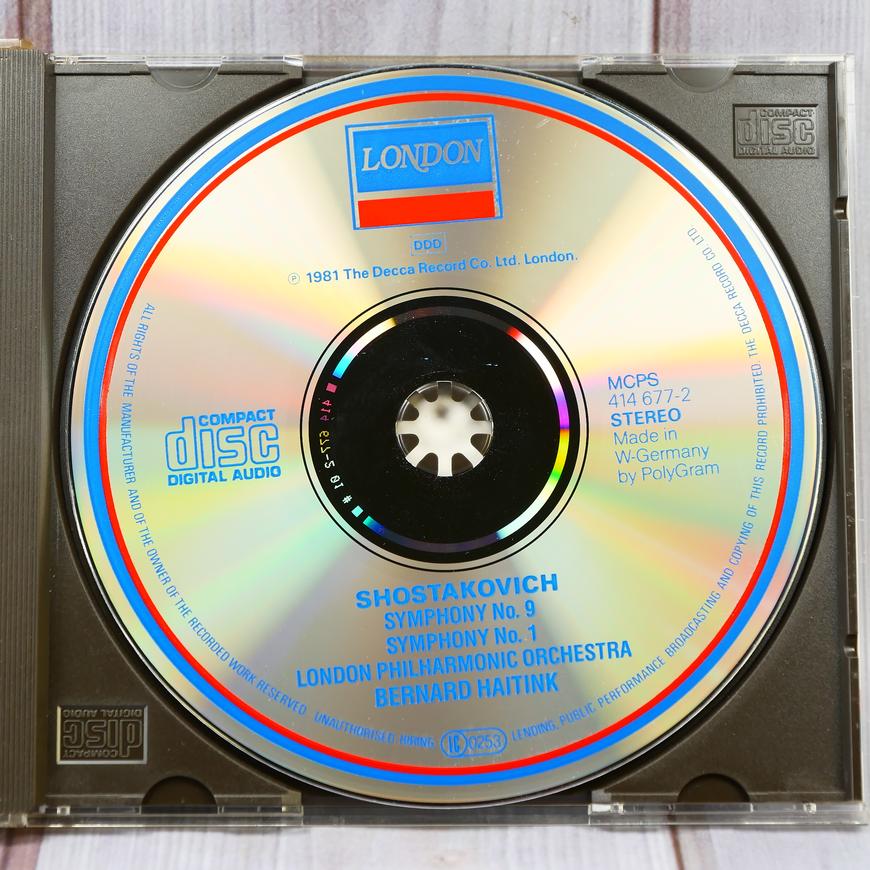 LONDON
DDD
Ⓟ 1981 The Decca Record Co. Ltd. London.
COMPACT
disc
DIGITAL AUDIO
MCPS
414 677-2
STEREO
Made in
W-Germany
by PolyGram
SHOSTAKOVICH
SYMPHONY No. 9
SYMPHONY No. 1
LONDON PHILHARMONIC ORCHESTRA
BERNARD HAITINK
ALL RIGHTS OF THE MANUFACTURER AND OF THE OWNER OF THE RECORDED WORK RESERVED UNAUTHORISED HIRING LENDING, PUBLIC PERFORMANCE BROADCASTING AND COPYING OF THIS RECORD PROHIBITED. THE DECCA RECORD CO. LTD.
IC 0253
COMPACT
disc
DIGITAL AUDIO
COMPACT
disc
DIGITAL AUDIO